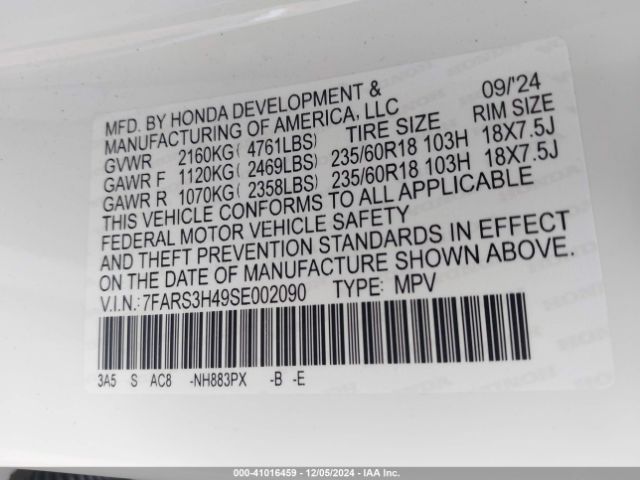 MFD. BY HONDA DEVELOPMENT & 09/'24
MANUFACTURING OF AMERICA, LLC
GVWR 2160KG( 4761LBS) TIRE SIZE RIM SIZE
GAWR F 1120KG( 2469LBS) 235/60R18 103H 18X7.5J
GAWR R 1070KG( 2358LBS) 235/60R18 103H 18X7.5J
THIS VEHICLE CONFORMS TO ALL APPLICABLE
FEDERAL MOTOR VEHICLE SAFETY
AND THEFT PREVENTION STANDARDS IN EFFECT
ON THE DATE OF MANUFACTURE SHOWN ABOVE.
V.I.N.:7FARS3H49SE002090 TYPE: MPV
3A5 S AC8 -NH883PX -B -E
000-41016459 - 12/05/2024 - IAA Inc.